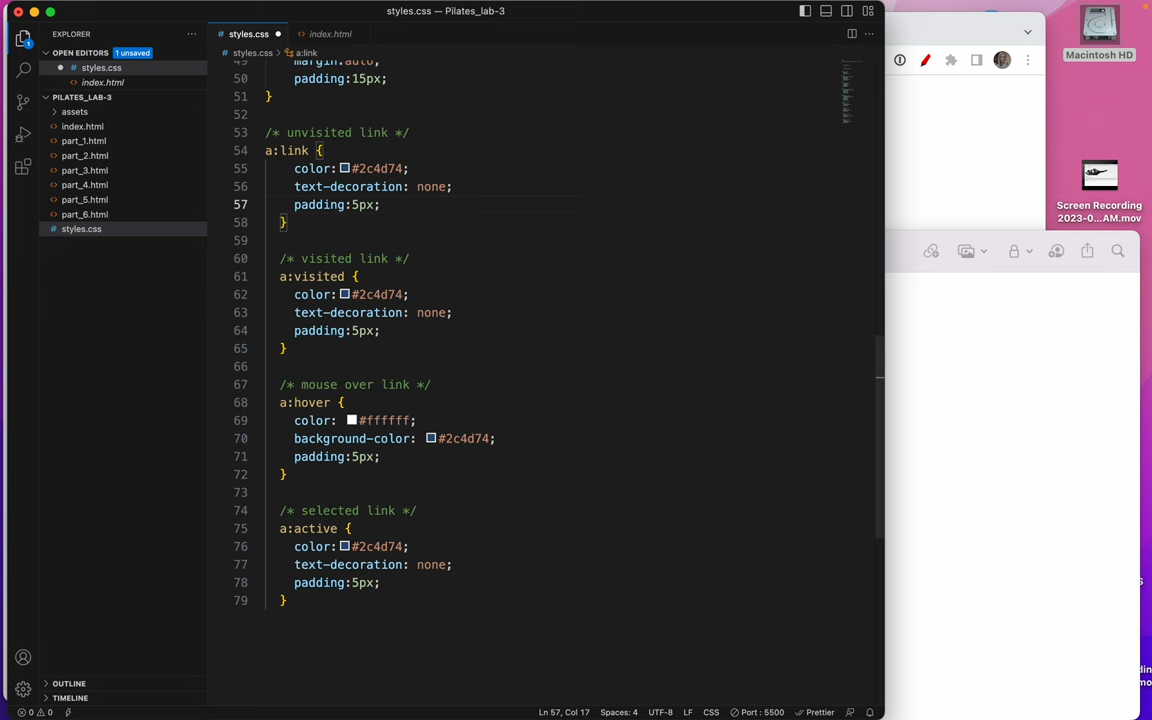 styles.css — Pilates_lab-3
Macintosh HD
EXPLORER
styles.css
index.html
OPEN EDITORS
1 unsaved
styles.css > a:link
styles.css
index.html
PILATES_LAB-3
assets
index.html
part_1.html
part_2.html
part_3.html
part_4.html
part_5.html
part_6.html
styles.css
49 margin:auto;
50 padding:15px;
51 }
52
53 /* unvisited link */
54 a:link {
55 color: #2c4d74;
56 text-decoration: none;
57 padding:5px;
58 }
59
60 /* visited link */
61 a:visited {
62 color: #2c4d74;
63 text-decoration: none;
64 padding:5px;
65 }
66
67 /* mouse over link */
68 a:hover {
69 color: #ffffff;
70 background-color: #2c4d74;
71 padding:5px;
72 }
73
74 /* selected link */
75 a:active {
76 color: #2c4d74;
77 text-decoration: none;
78 padding:5px;
79 }
Screen Recording
2023-0...AM.mov
OUTLINE
TIMELINE
0 0
Ln 57, Col 17
Spaces: 4
UTF-8
LF
CSS
Port : 5500
Prettier